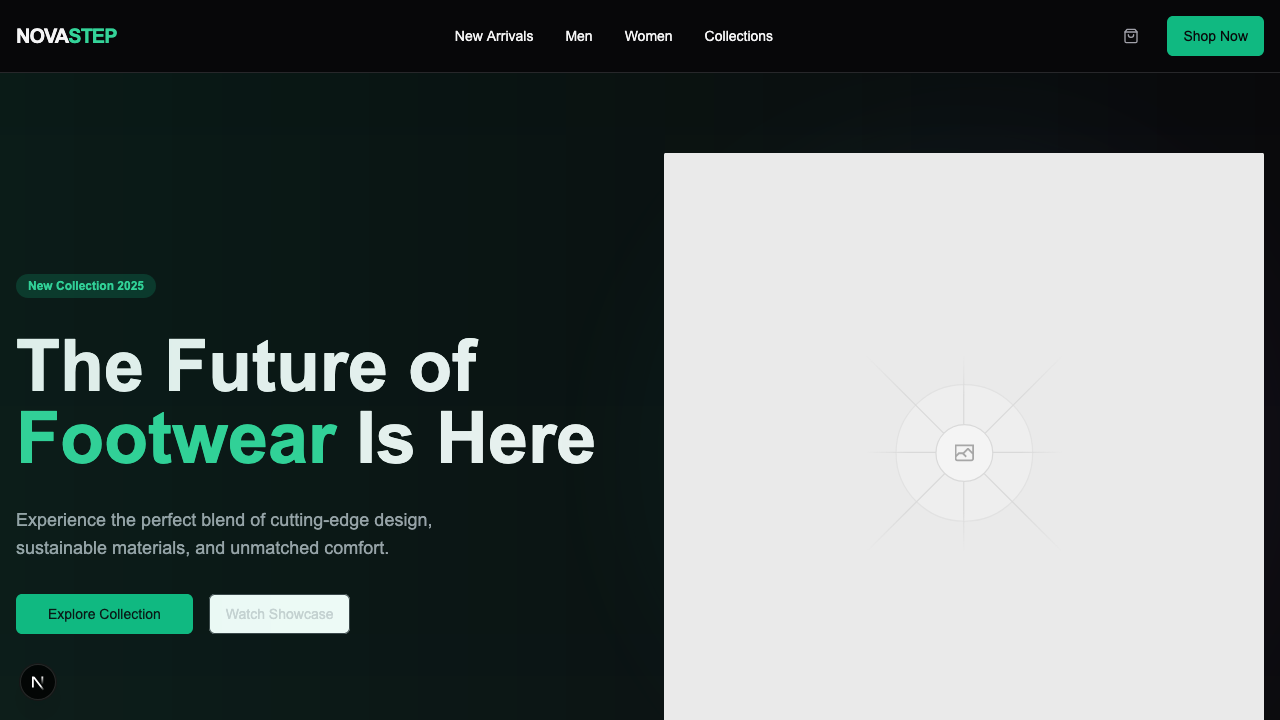 NOVASTEP
New Arrivals
Men
Women
Collections
Shop Now
New Collection 2025
The Future of
Footwear Is Here
Experience the perfect blend of cutting-edge design,
sustainable materials, and unmatched comfort.
Explore Collection
Watch Showcase
N